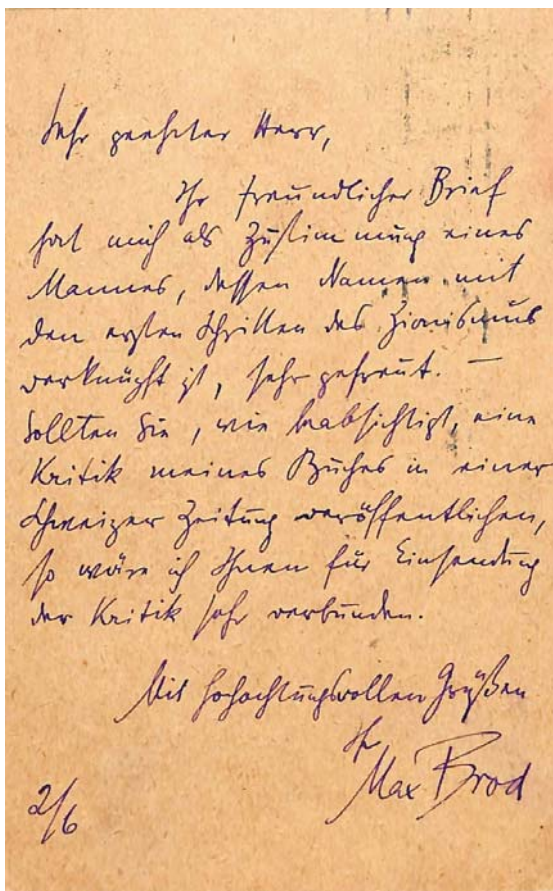 Sehr geehrter Herr,
Ihr freundlicher Brief
hat mich als Zustimmung eines
Mannes, dessen Namen mit
den ersten Schritten des Zionismus
verknüpft ist, sehr gefreut. —
Sollten Sie, wie beabsichtigt, eine
Kritik meines Buches in einer
Schweizer Zeitung veröffentlichen,
so wäre ich Ihnen für Einsendung
der Kritik sehr verbunden.
Mit hochachtungsvollen Grüßen
Ihr
Max Brod
2/6